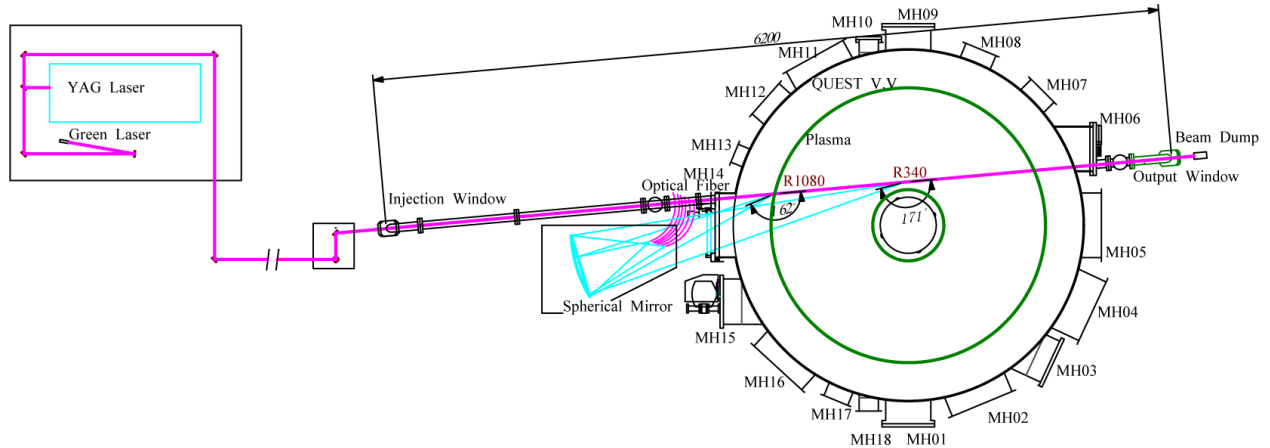 YAG Laser
Green Laser
Injection Window
6200
Optical Fiber
Spherical Mirror
MH14
MH13
MH12
MH11
MH10
MH09
MH08
MH07
MH06
QUEST V.V
Plasma
R1080
R340
62°
171°
Beam Dump
Output Window
MH05
MH04
MH03
MH02
MH01
MH18
MH17
MH16
MH15